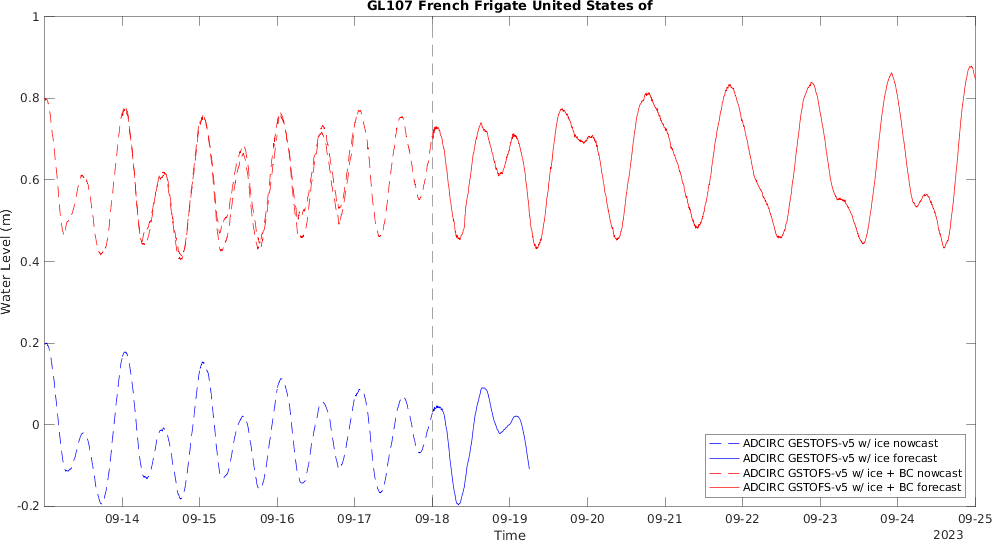 GL107 French Frigate United States of
Water Level (m)
1
0.8
0.6
0.4
0.2
0
-0.2
ADCIRC GESTOFS-v5 w/ ice nowcast
ADCIRC GESTOFS-v5 w/ ice forecast
ADCIRC GSTOFS-v5 w/ ice + BC nowcast
ADCIRC GSTOFS-v5 w/ ice + BC forecast
09-14 09-15 09-16 09-17 09-18 09-19 09-20 09-21 09-22 09-23 09-24 09-25
Time
2023